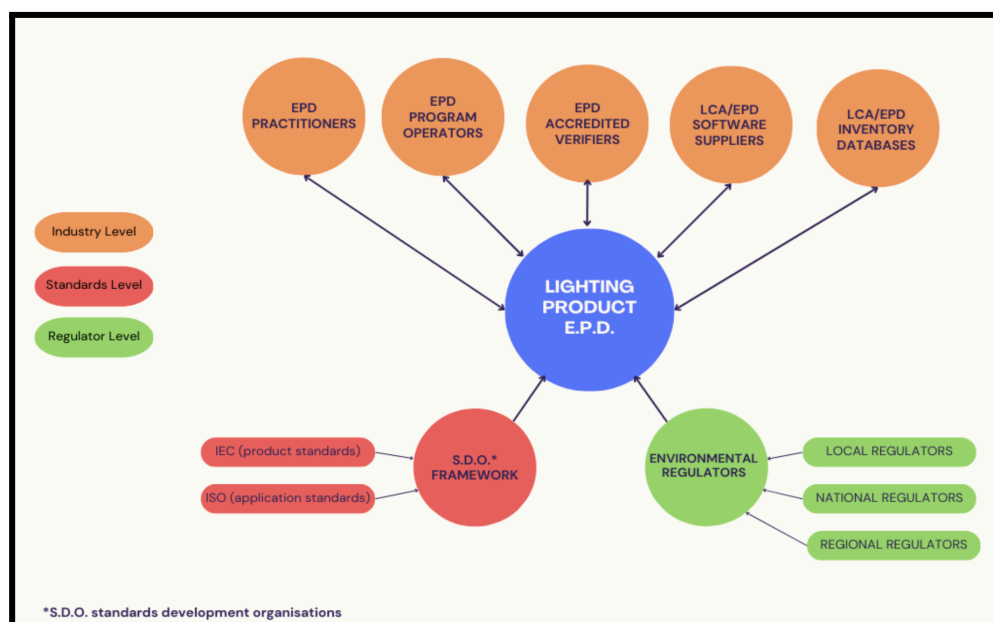 EPD
PRACTITIONERS
EPD
PROGRAM
OPERATORS
EPD
ACCREDITED
VERIFIERS
LCA/EPD
SOFTWARE
SUPPLIERS
LCA/EPD
INVENTORY
DATABASES
Industry Level
Standards Level
Regulator Level
LIGHTING
PRODUCT
E.P.D.
IEC (product standards)
ISO (application standards)
S.D.O.*
FRAMEWORK
ENVIRONMENTAL
REGULATORS
LOCAL REGULATORS
NATIONAL REGULATORS
REGIONAL REGULATORS
*S.D.O. standards development organisations